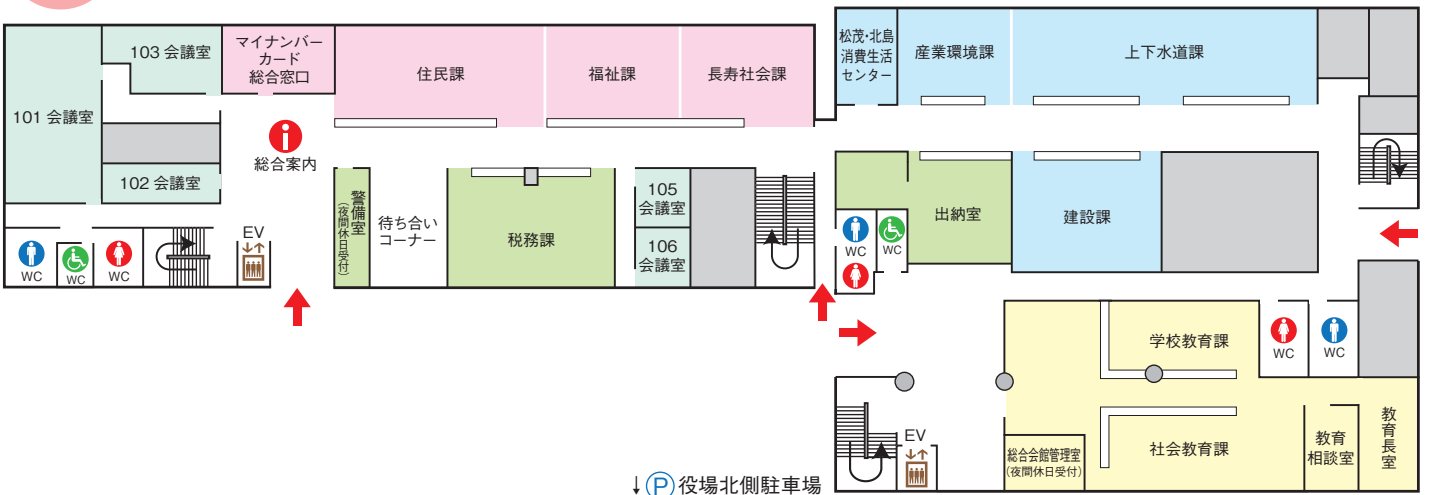 103 会議室
マイナンバー
カード
総合窓口
住民課
福祉課
長寿社会課
101 会議室
総合案内
102 会議室
警備室
(夜間休日受付)
待ち合い
コーナー
税務課
105
会議室
106
会議室
WC
WC
WC
EV
松茂・北島
消費生活
センター
産業環境課
上下水道課
出納室
建設課
WC
WC
学校教育課
WC
WC
社会教育課
総合会館管理室
(夜間休日受付)
教育
相談室
教育長室
EV
↓P役場北側駐車場